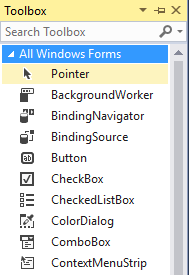 Toolbox
Search Toolbox
All Windows Forms
Pointer
BackgroundWorker
BindingNavigator
BindingSource
Button
CheckBox
CheckedListBox
ColorDialog
ComboBox
ContextMenuStrip